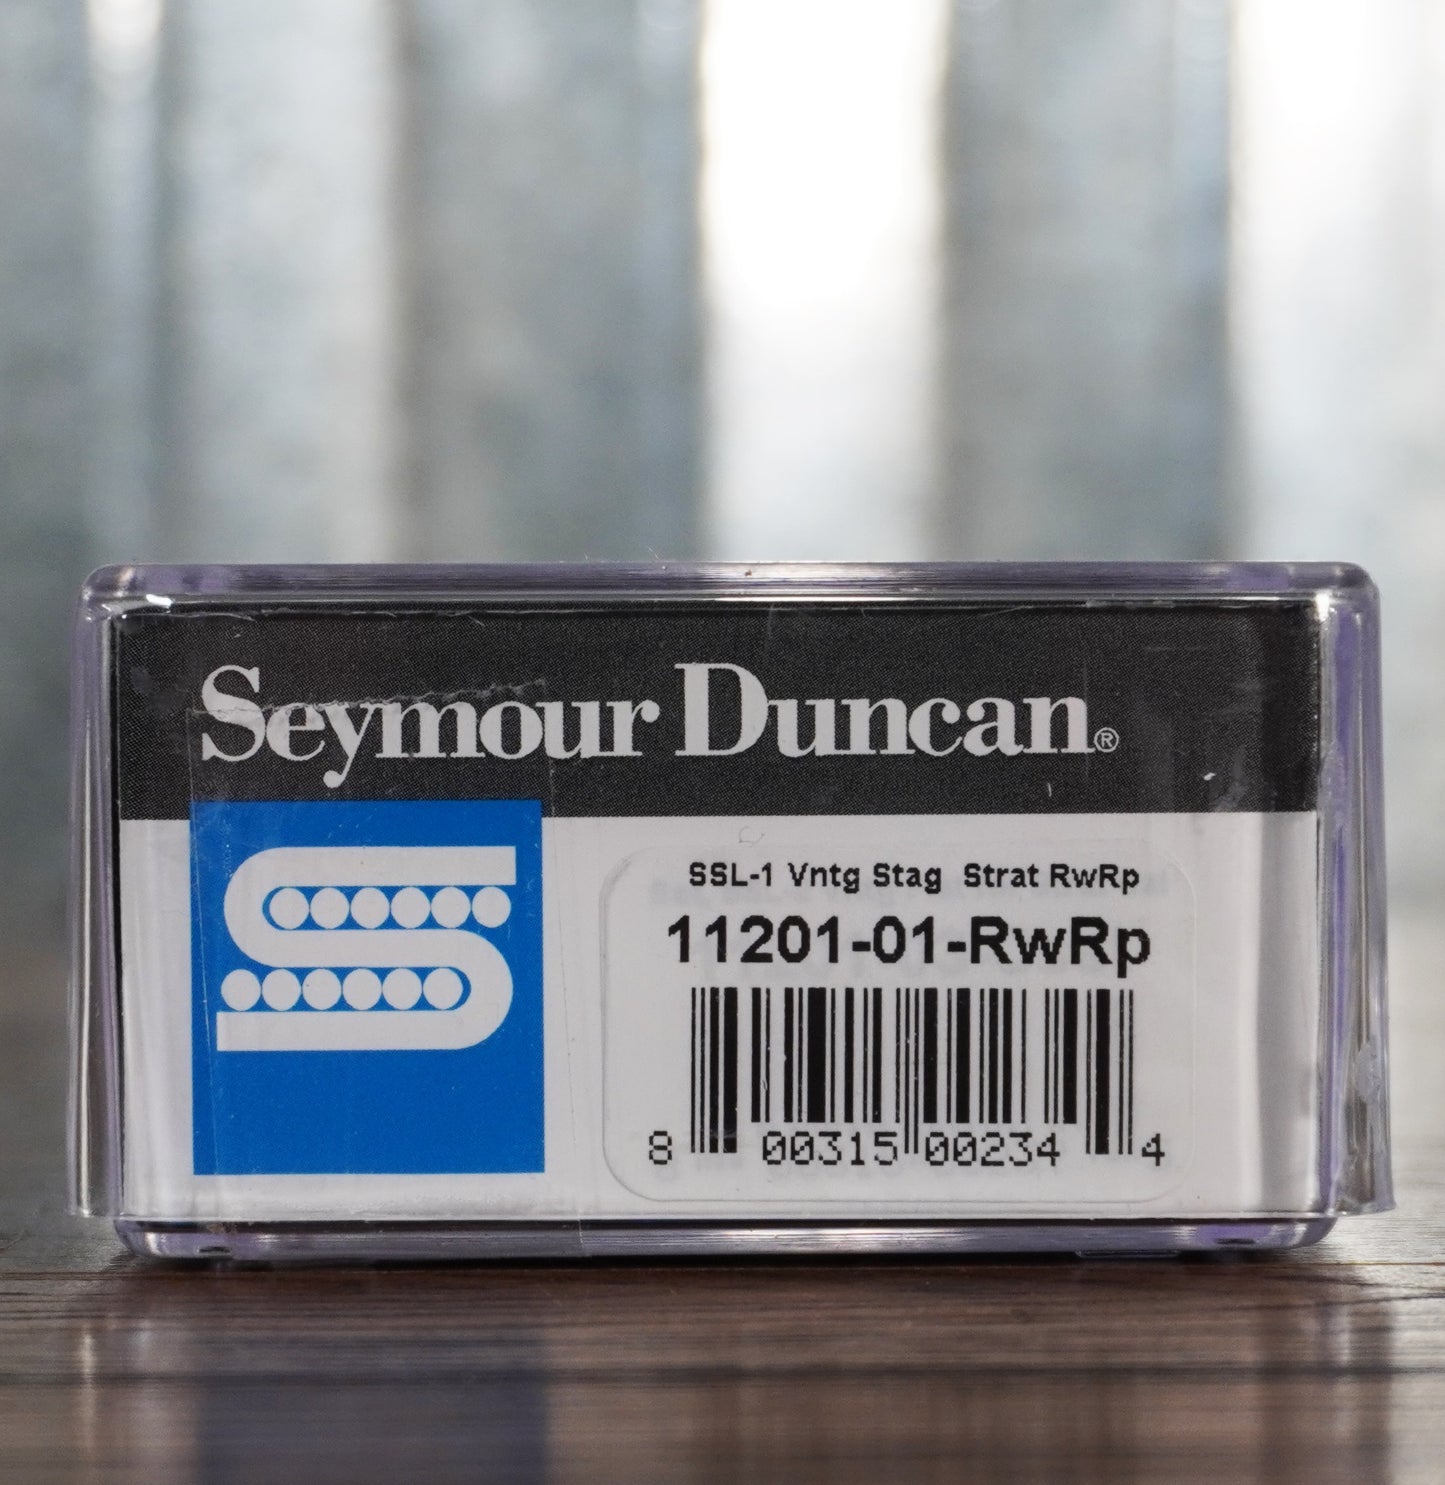 Seymour Duncan®
SSL-1 Vntg Stag Strat RwRp
11201-01-RwRp
8 00315 00234 4